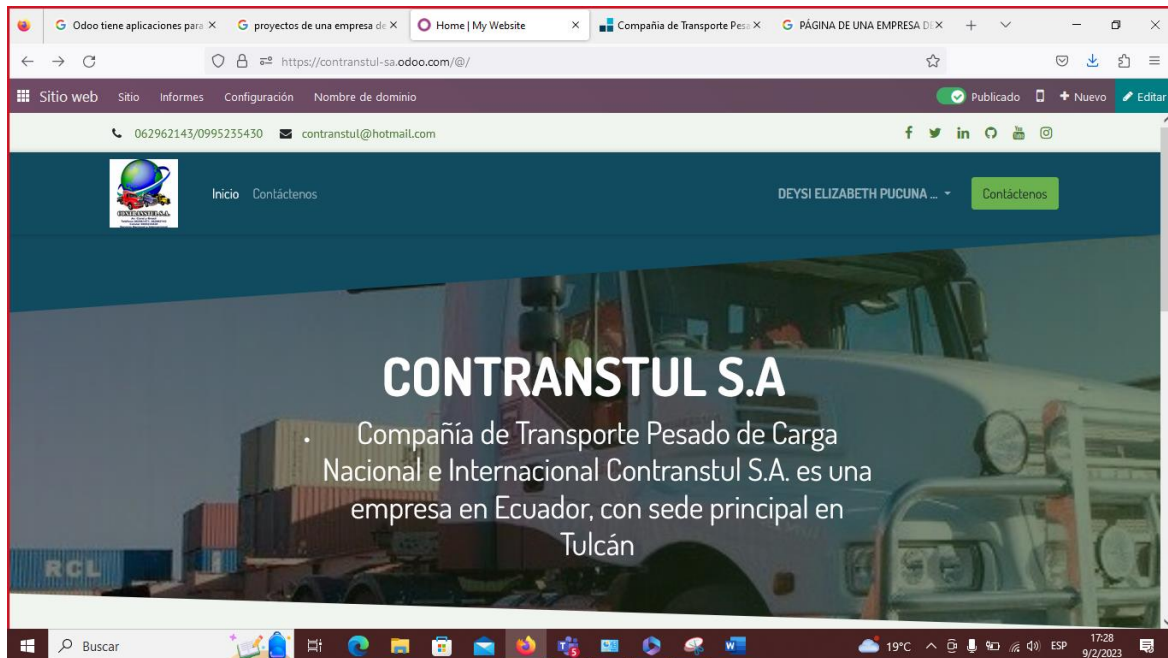 Odoo tiene aplicaciones para
proyectos de una empresa de
Home | My Website
Compañia de Transporte Pesa
PÁGINA DE UNA EMPRESA DE
https://contranstul-sa.odoo.com/@/
Sitio web Sitio Informes Configuración Nombre de dominio Publicado + Nuevo Editar
062962143/0995235430 contranstul@hotmail.com
Inicio Contáctenos DEYSI ELIZABETH PUCUNA ... Contáctenos
CONTRANSTUL S.A.
CONTRANSTUL S.A
• Compañía de Transporte Pesado de Carga
Nacional e Internacional Contranstul S.A. es una
empresa en Ecuador, con sede principal en
Tulcán
RCL
Buscar 19°C ESP 17:28
9/2/2023